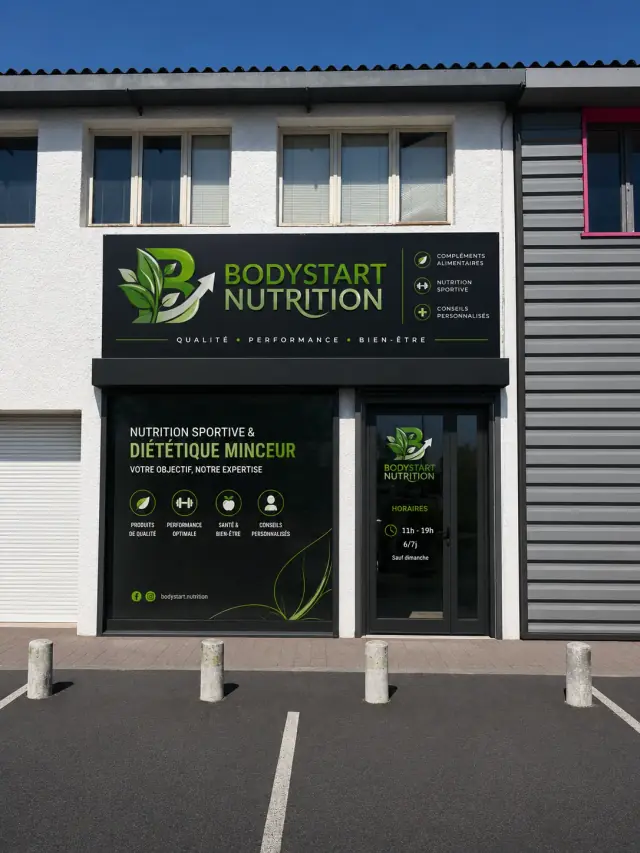 B
BODYSTART
NUTRITION
COMPLÉMENTS
ALIMENTAIRES
NUTRITION
SPORTIVE
CONSEILS
PERSONNALISÉS
QUALITÉ • PERFORMANCE • BIEN-ÊTRE
NUTRITION SPORTIVE &
DIÉTÉTIQUE MINCEUR
VOTRE OBJECTIF, NOTRE EXPERTISE
PRODUITS
DE QUALITÉ
PERFORMANCE
OPTIMALE
SANTÉ &
BIEN-ÊTRE
CONSEILS
PERSONNALISÉS
bodystart.nutrition
B
BODYSTART
NUTRITION
HORAIRES
11h - 19h
6/7j
Sauf dimanche